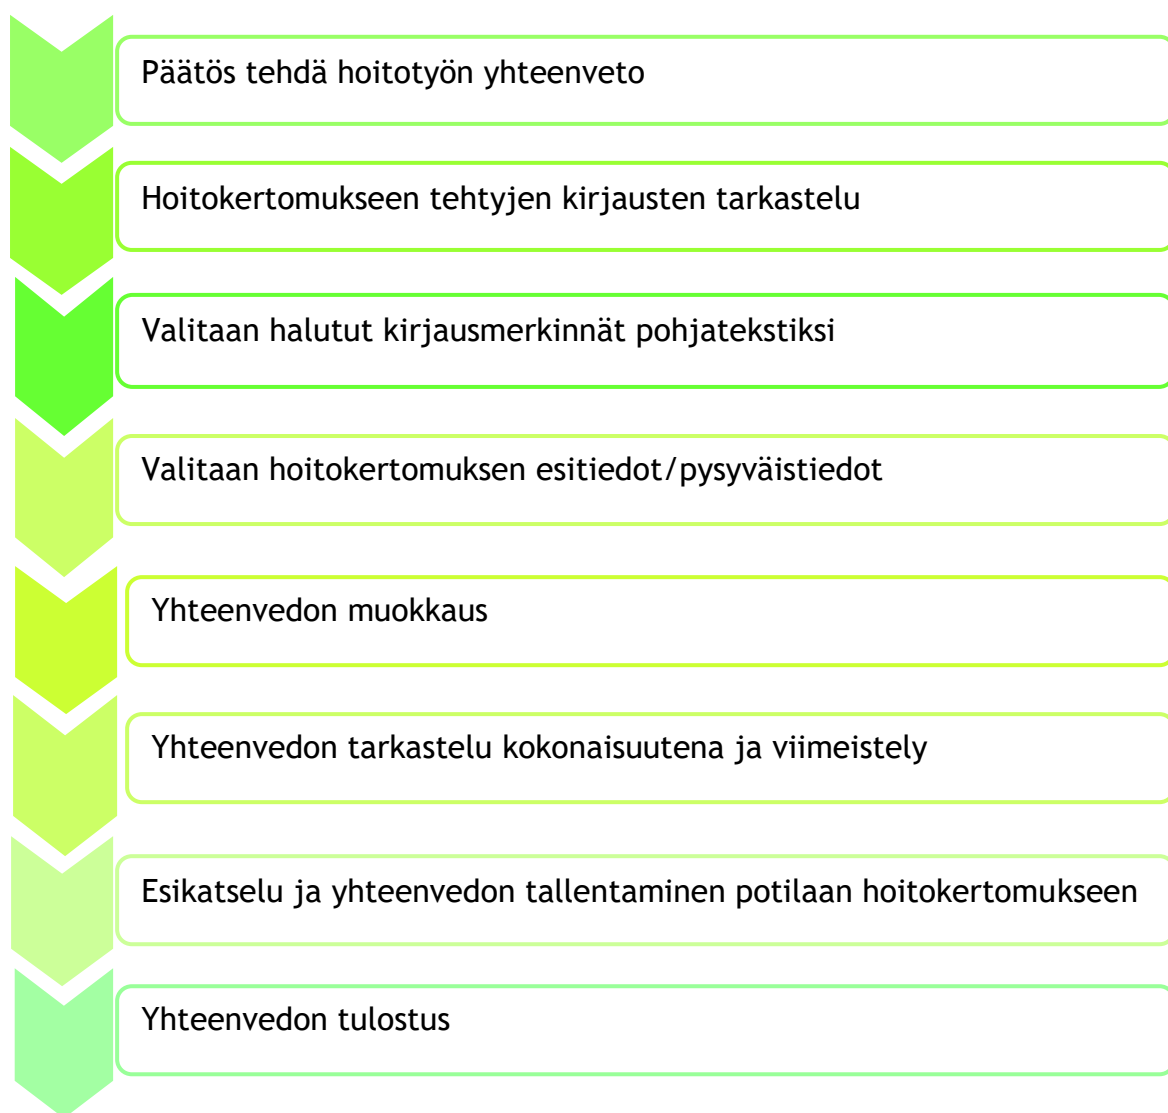 Päätös tehdä hoitotyön yhteenveto
Hoitokertomukseen tehtyjen kirjausten tarkastelu
Valitaan halutut kirjausmerkinnät pohjatekstiksi
Valitaan hoitokertomuksen esitiedot/pysyväistiedot
Yhteenvedon muokkaus
Yhteenvedon tarkastelu kokonaisuutena ja viimeistely
Esikatselu ja yhteenvedon tallentaminen potilaan hoitokertomukseen
Yhteenvedon tulostus